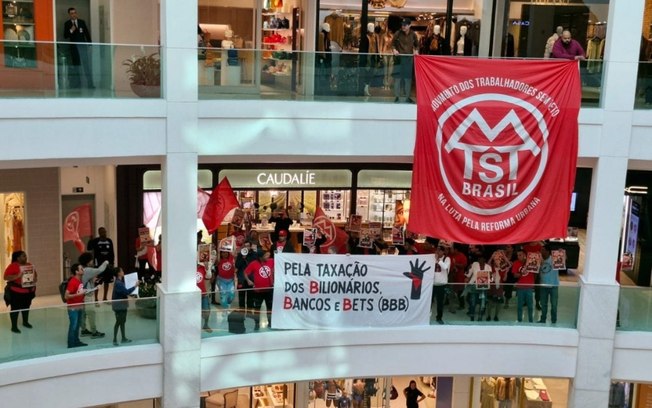 MOVIMENTO DOS TRABALHADORES SEM TETO
MTST
BRASIL
NA LUTA PELA REFORMA URBANA
CAUDALÍE
PELA TAXAÇÃO
DOS BILIONÁRIOS,
BANCOS E BETS (BBB)